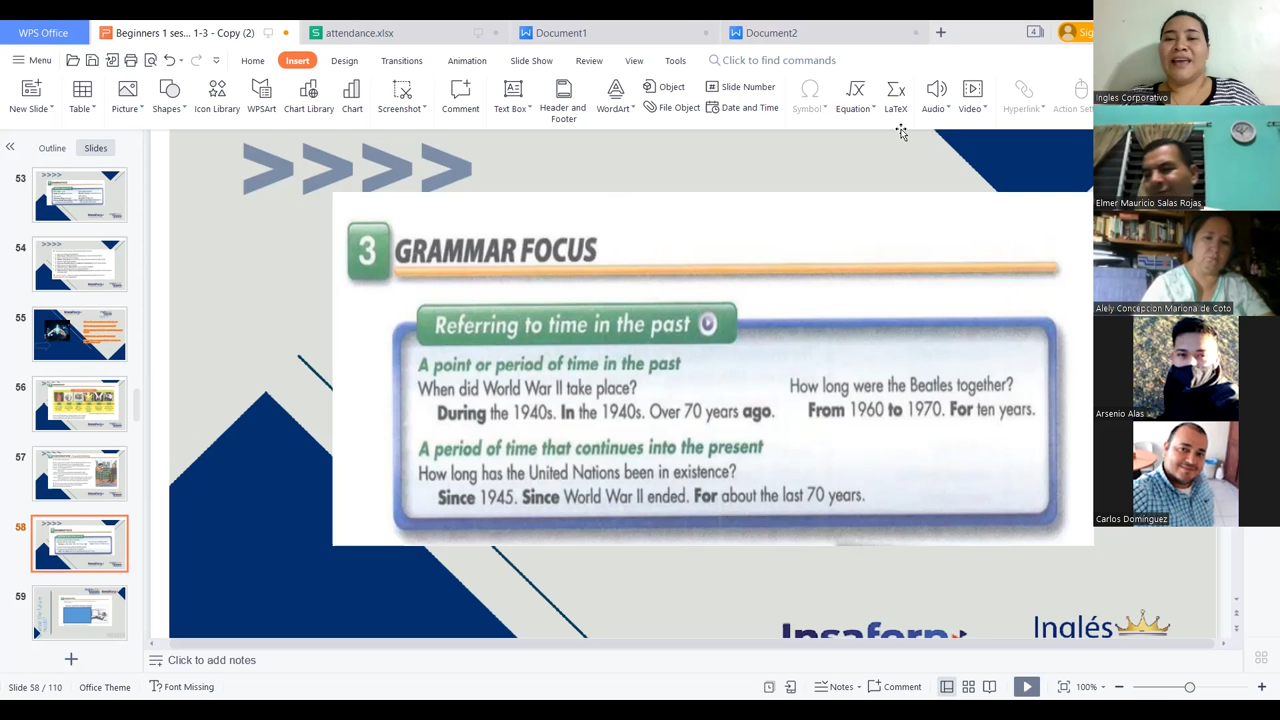 WPS Office
Beginners 1 ses... 1-3 - Copy (2)
attendance.xlsx
Document1
Document2
4
Menu
Home
Insert
Design
Transitions
Animation
Slide Show
Review
View
Tools
Click to find commands
New Slide
Table
Picture
Shapes
Icon Library
WPSArt
Chart Library
Chart
Screenshot
Comment
Text Box
Header and
Footer
WordArt
Object
File Object
Slide Number
Date and Time
Symbol
Equation
LaTeX
Audio
Video
Hyperlink
Ingles Corporativo
Elmer Mauricio Salas Rojas
Alely Concepcion Mariona de Coto
Arsenio Alas
Carlos Dominguez
Outline
Slides
53
54
55
56
57
58
59
>>>>
3 GRAMMAR FOCUS
Referring to time in the past
A point or period of time in the past
When did World War II take place?
During the 1940s. In the 1940s. Over 70 years ago.
How long were the Beatles together?
From 1960 to 1970. For ten years.
A period of time that continues into the present
How long has the United Nations been in existence?
Since 1945. Since World War II ended. For about the last 70 years.
Insaforp
Inglés
Click to add notes
Slide 58 / 110
Office Theme
Font Missing
Notes
Comment
100%